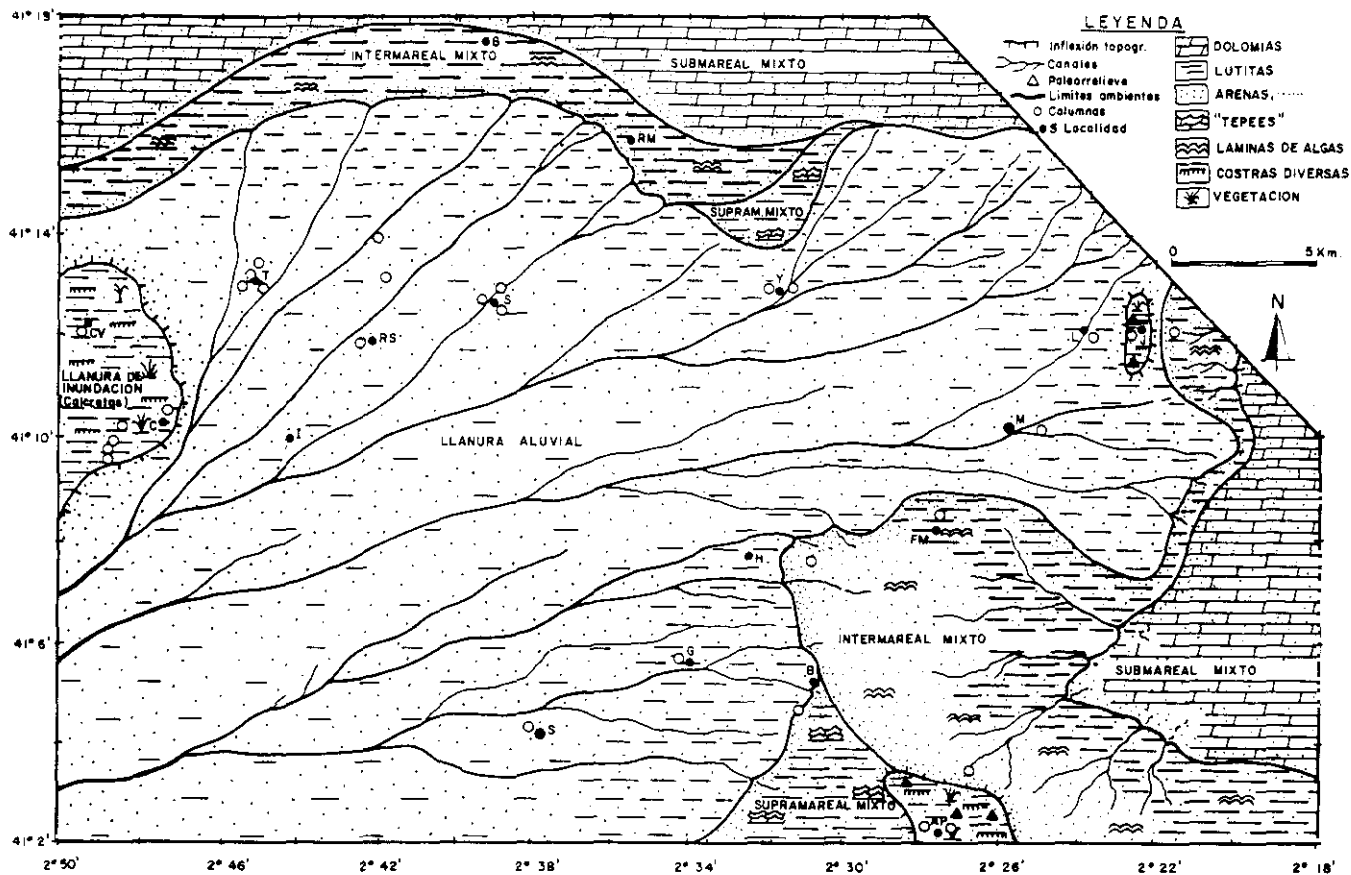 41° 19'
LEYENDA
Inflexión topogr.
Canales
Paleorrelieve
Limites ambientes
Columnas
S Localidad
DOLOMIAS
LUTITAS
ARENAS,......
"TEPEES"
LAMINAS DE ALGAS
COSTRAS DIVERSAS
VEGETACION
0 5 Km.
N
B
INTERMAREAL MIXTO
SUBMAREAL MIXTO
RM
SUPRAM. MIXTO
41° 14'
T
S
Y
RS
L
CV
LLANURA DE
INUNDACION
(Calcretas)
C
I
M
41° 10'
LLANURA ALUVIAL
FM
H
41° 6'
INTERMAREAL MIXTO
SUBMAREAL MIXTO
G
B
S
SUPRAMAREAL MIXTO
P
41° 2'
2° 50' 2° 46' 2° 42' 2° 38' 2° 34' 2° 30' 2° 26' 2° 22' 2° 18'